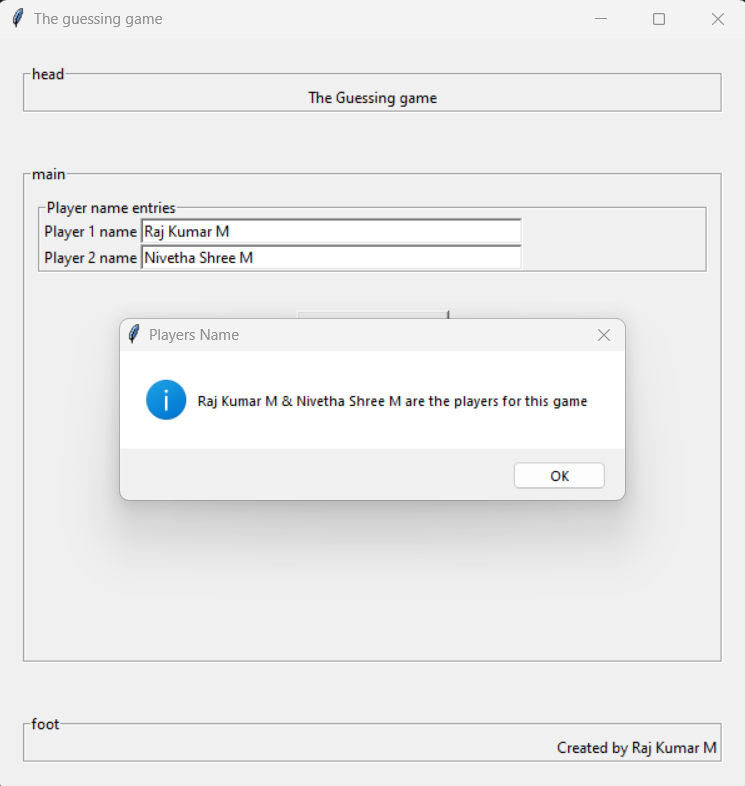 The guessing game
head
The Guessing game
main
Player name entries
Player 1 name Raj Kumar M
Player 2 name Nivetha Shree M
Players Name
Raj Kumar M & Nivetha Shree M are the players for this game
OK
foot
Created by Raj Kumar M